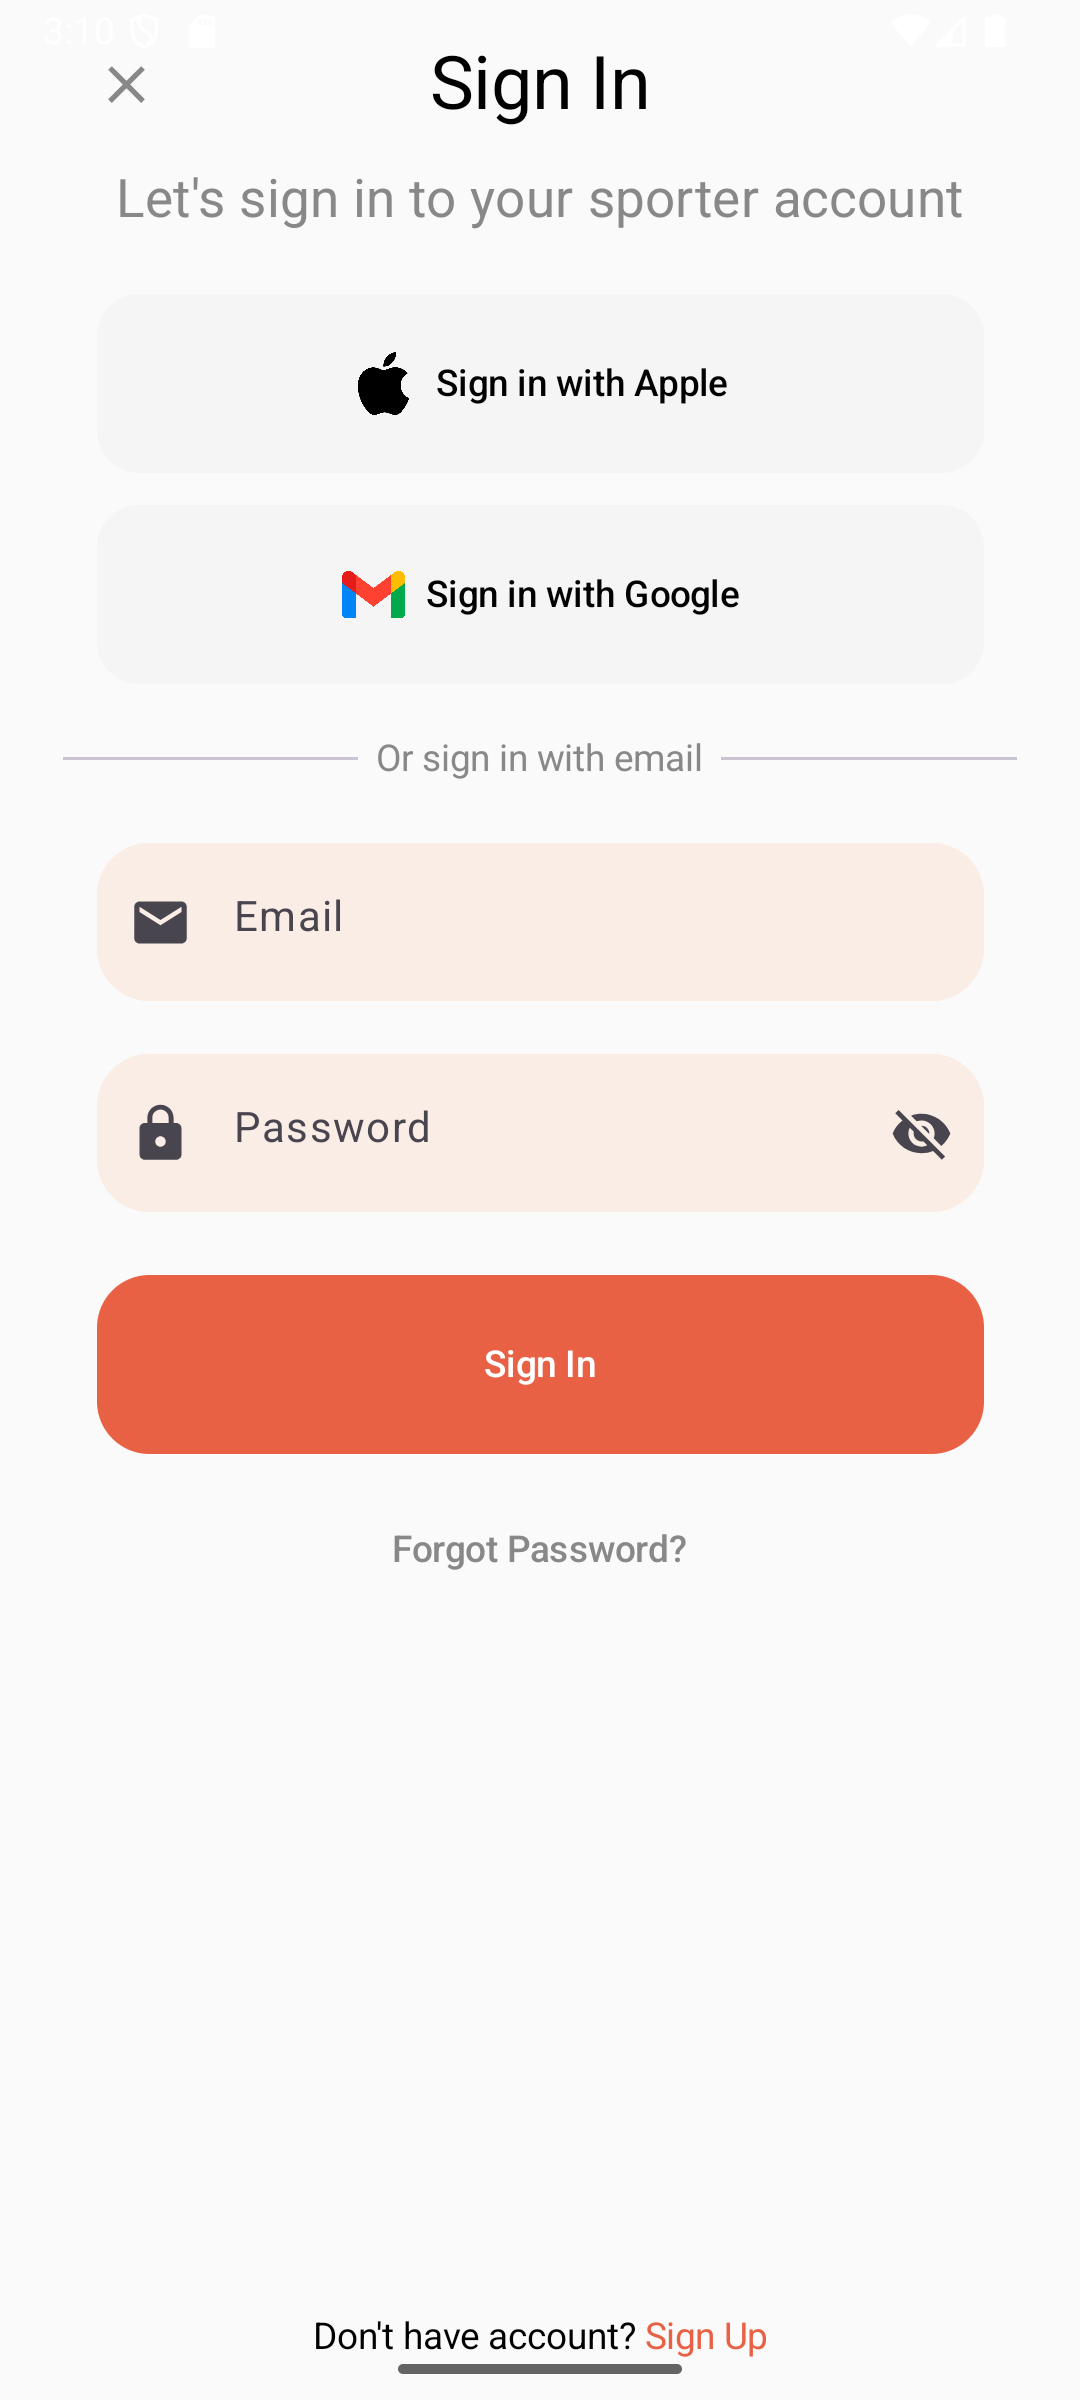 3:10
Sign In
Let's sign in to your sporter account
Sign in with Apple
Sign in with Google
Or sign in with email
Email
Password
Sign In
Forgot Password?
Don't have account? Sign Up